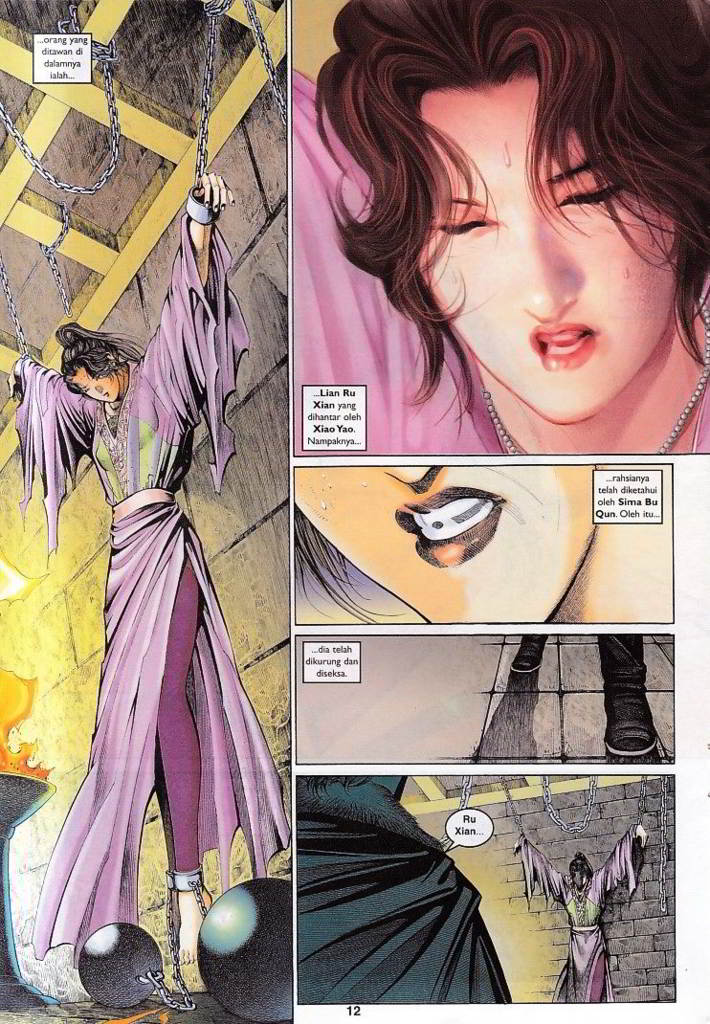 ...orang yang
ditawan di
dalamnya
ialah...
...Lian Ru
Xian yang
dihantar oleh
Xiao Yao.
Nampaknya...
...rahsianya
telah diketahui
oleh Sima Bu
Qun. Oleh itu...
...dia telah
dikurung dan
diseksa.
Ru
Xian...
12